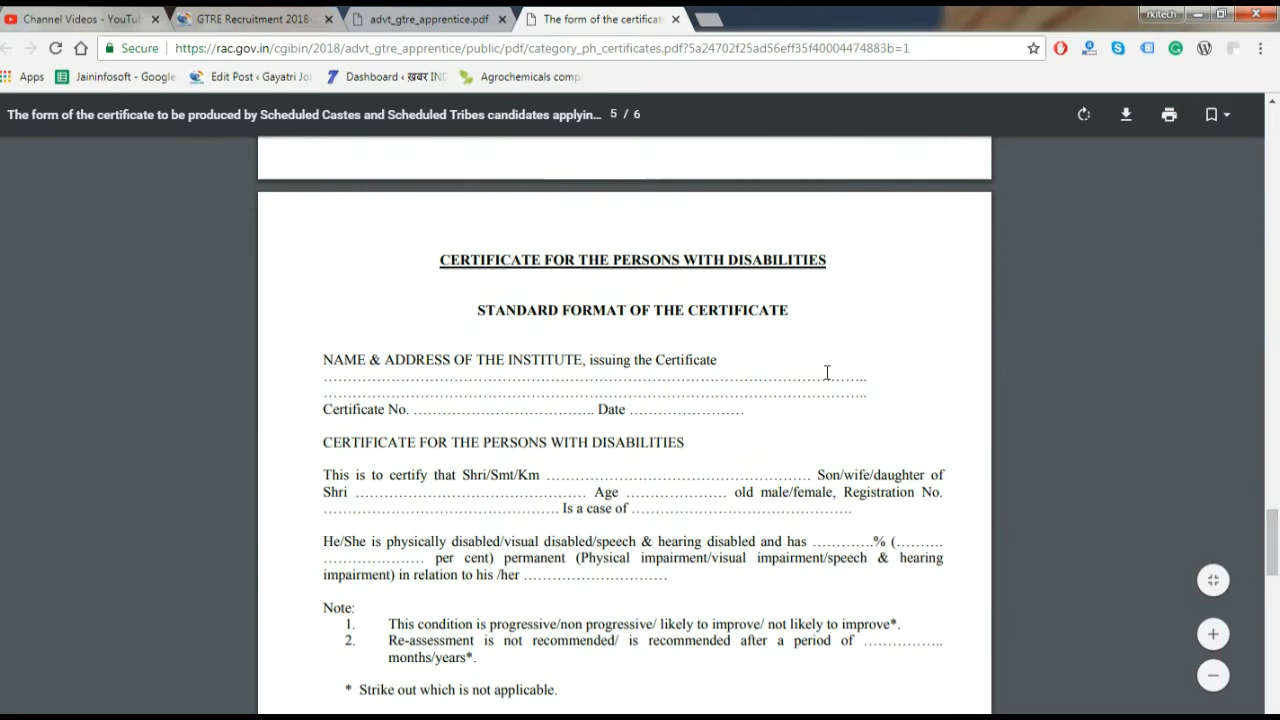 Channel Videos - YouTu
GTRE Recruitment 2018-
advt_gtre_apprentice.pdf
The form of the certificat
rkitech
Secure
https://rac.gov.in/cgibin/2018/advt_gtre_apprentice/public/pdf/category_ph_certificates.pdf?5a24702f25ad56eff35f40004474883b=1
Apps
Jaininfosoft - Google
Edit Post ‹ Gayatri Jo
Dashboard ‹ ख़बर IND
Agrochemicals comp
The form of the certificate to be produced by Scheduled Castes and Scheduled Tribes candidates applyin... 5 / 6
CERTIFICATE FOR THE PERSONS WITH DISABILITIES
STANDARD FORMAT OF THE CERTIFICATE
NAME & ADDRESS OF THE INSTITUTE, issuing the Certificate
……………………………………………………………………………………………..
……………………………………………………………………………………………..
Certificate No. ………………………………. Date …………………..
CERTIFICATE FOR THE PERSONS WITH DISABILITIES
This is to certify that Shri/Smt/Km ……………………………………………… Son/wife/daughter of
Shri ………………………………………… Age ………………… old male/female, Registration No.
…………………………………………. Is a case of ……………………………………….
He/She is physically disabled/visual disabled/speech & hearing disabled and has ………….% (………
………………… per cent) permanent (Physical impairment/visual impairment/speech & hearing
impairment) in relation to his /her …………………………
Note:
1. This condition is progressive/non progressive/ likely to improve/ not likely to improve*.
2. Re-assessment is not recommended/ is recommended after a period of ……………..
months/years*.
* Strike out which is not applicable.